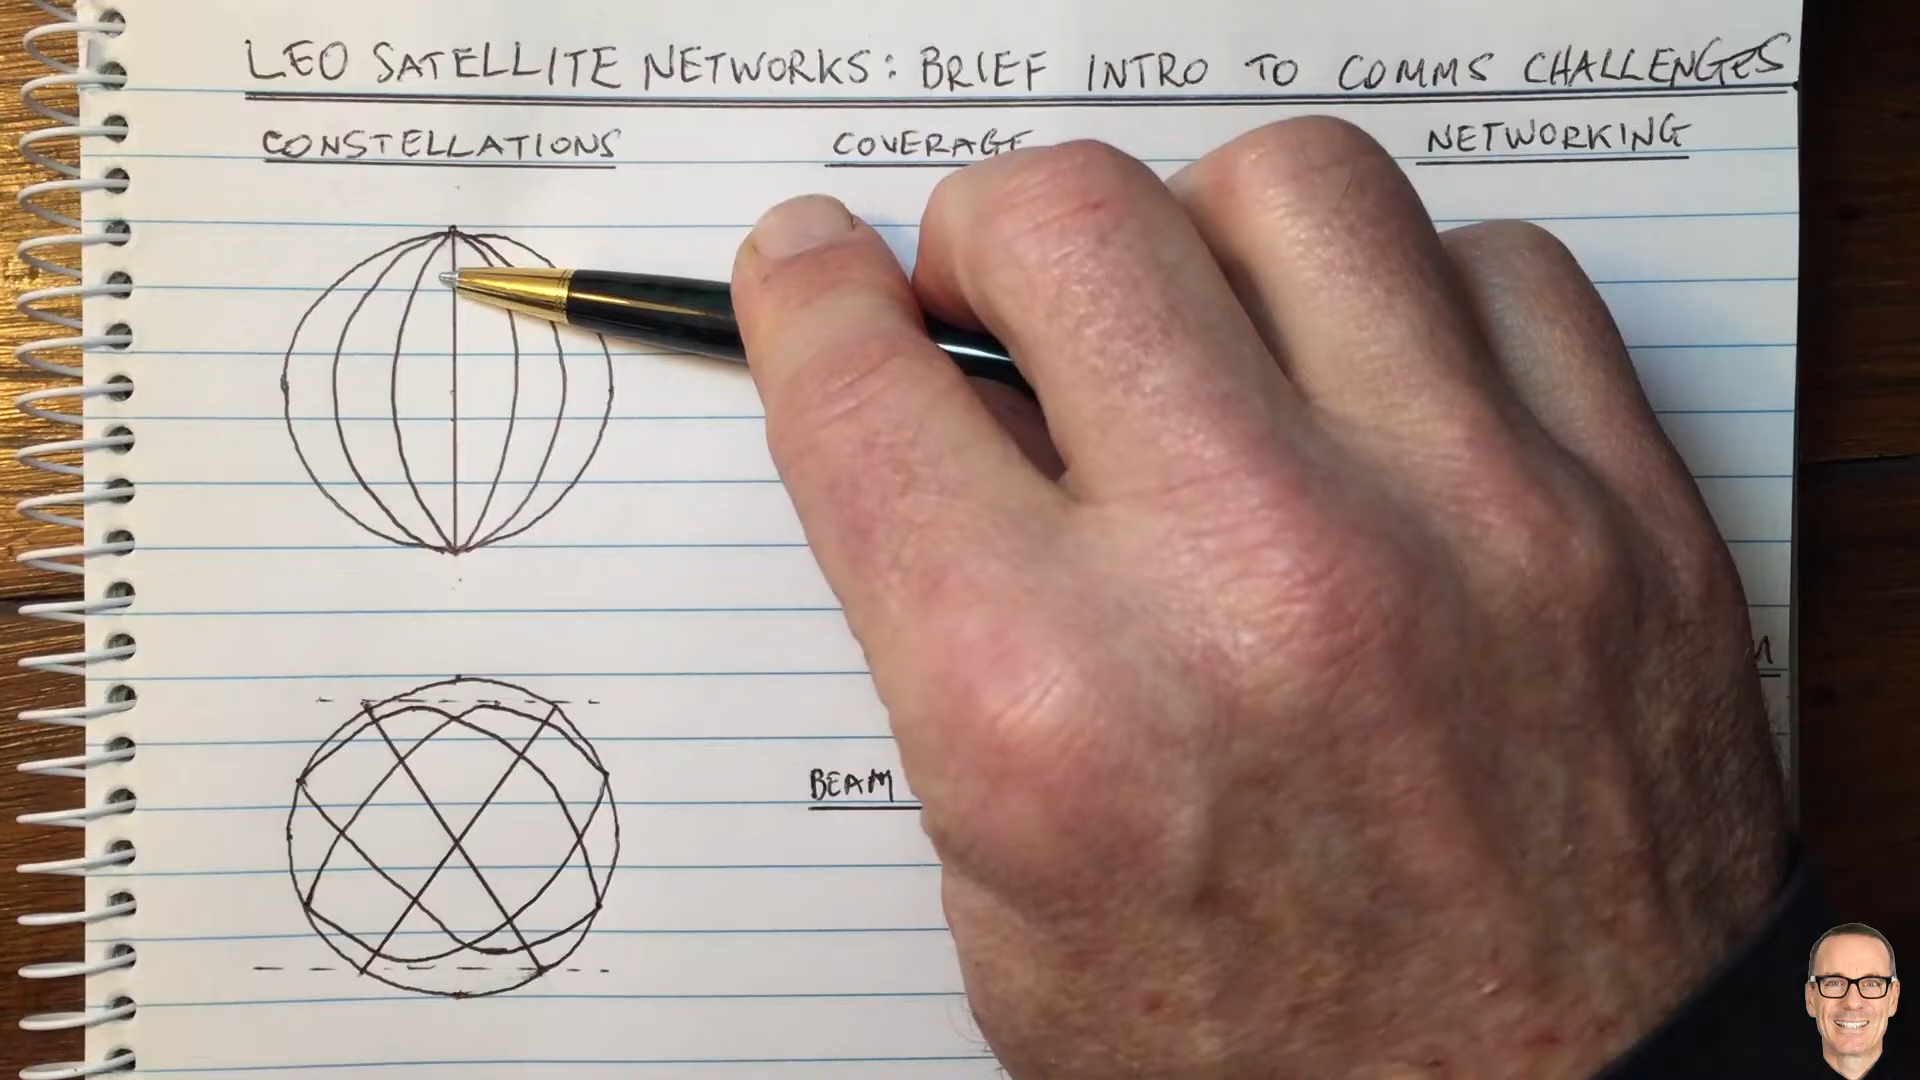 LEO SATELLITE NETWORKS: BRIEF INTRO TO COMMS CHALLENGES
CONSTELLATIONS
COVERAGE
NETWORKING
BEAM